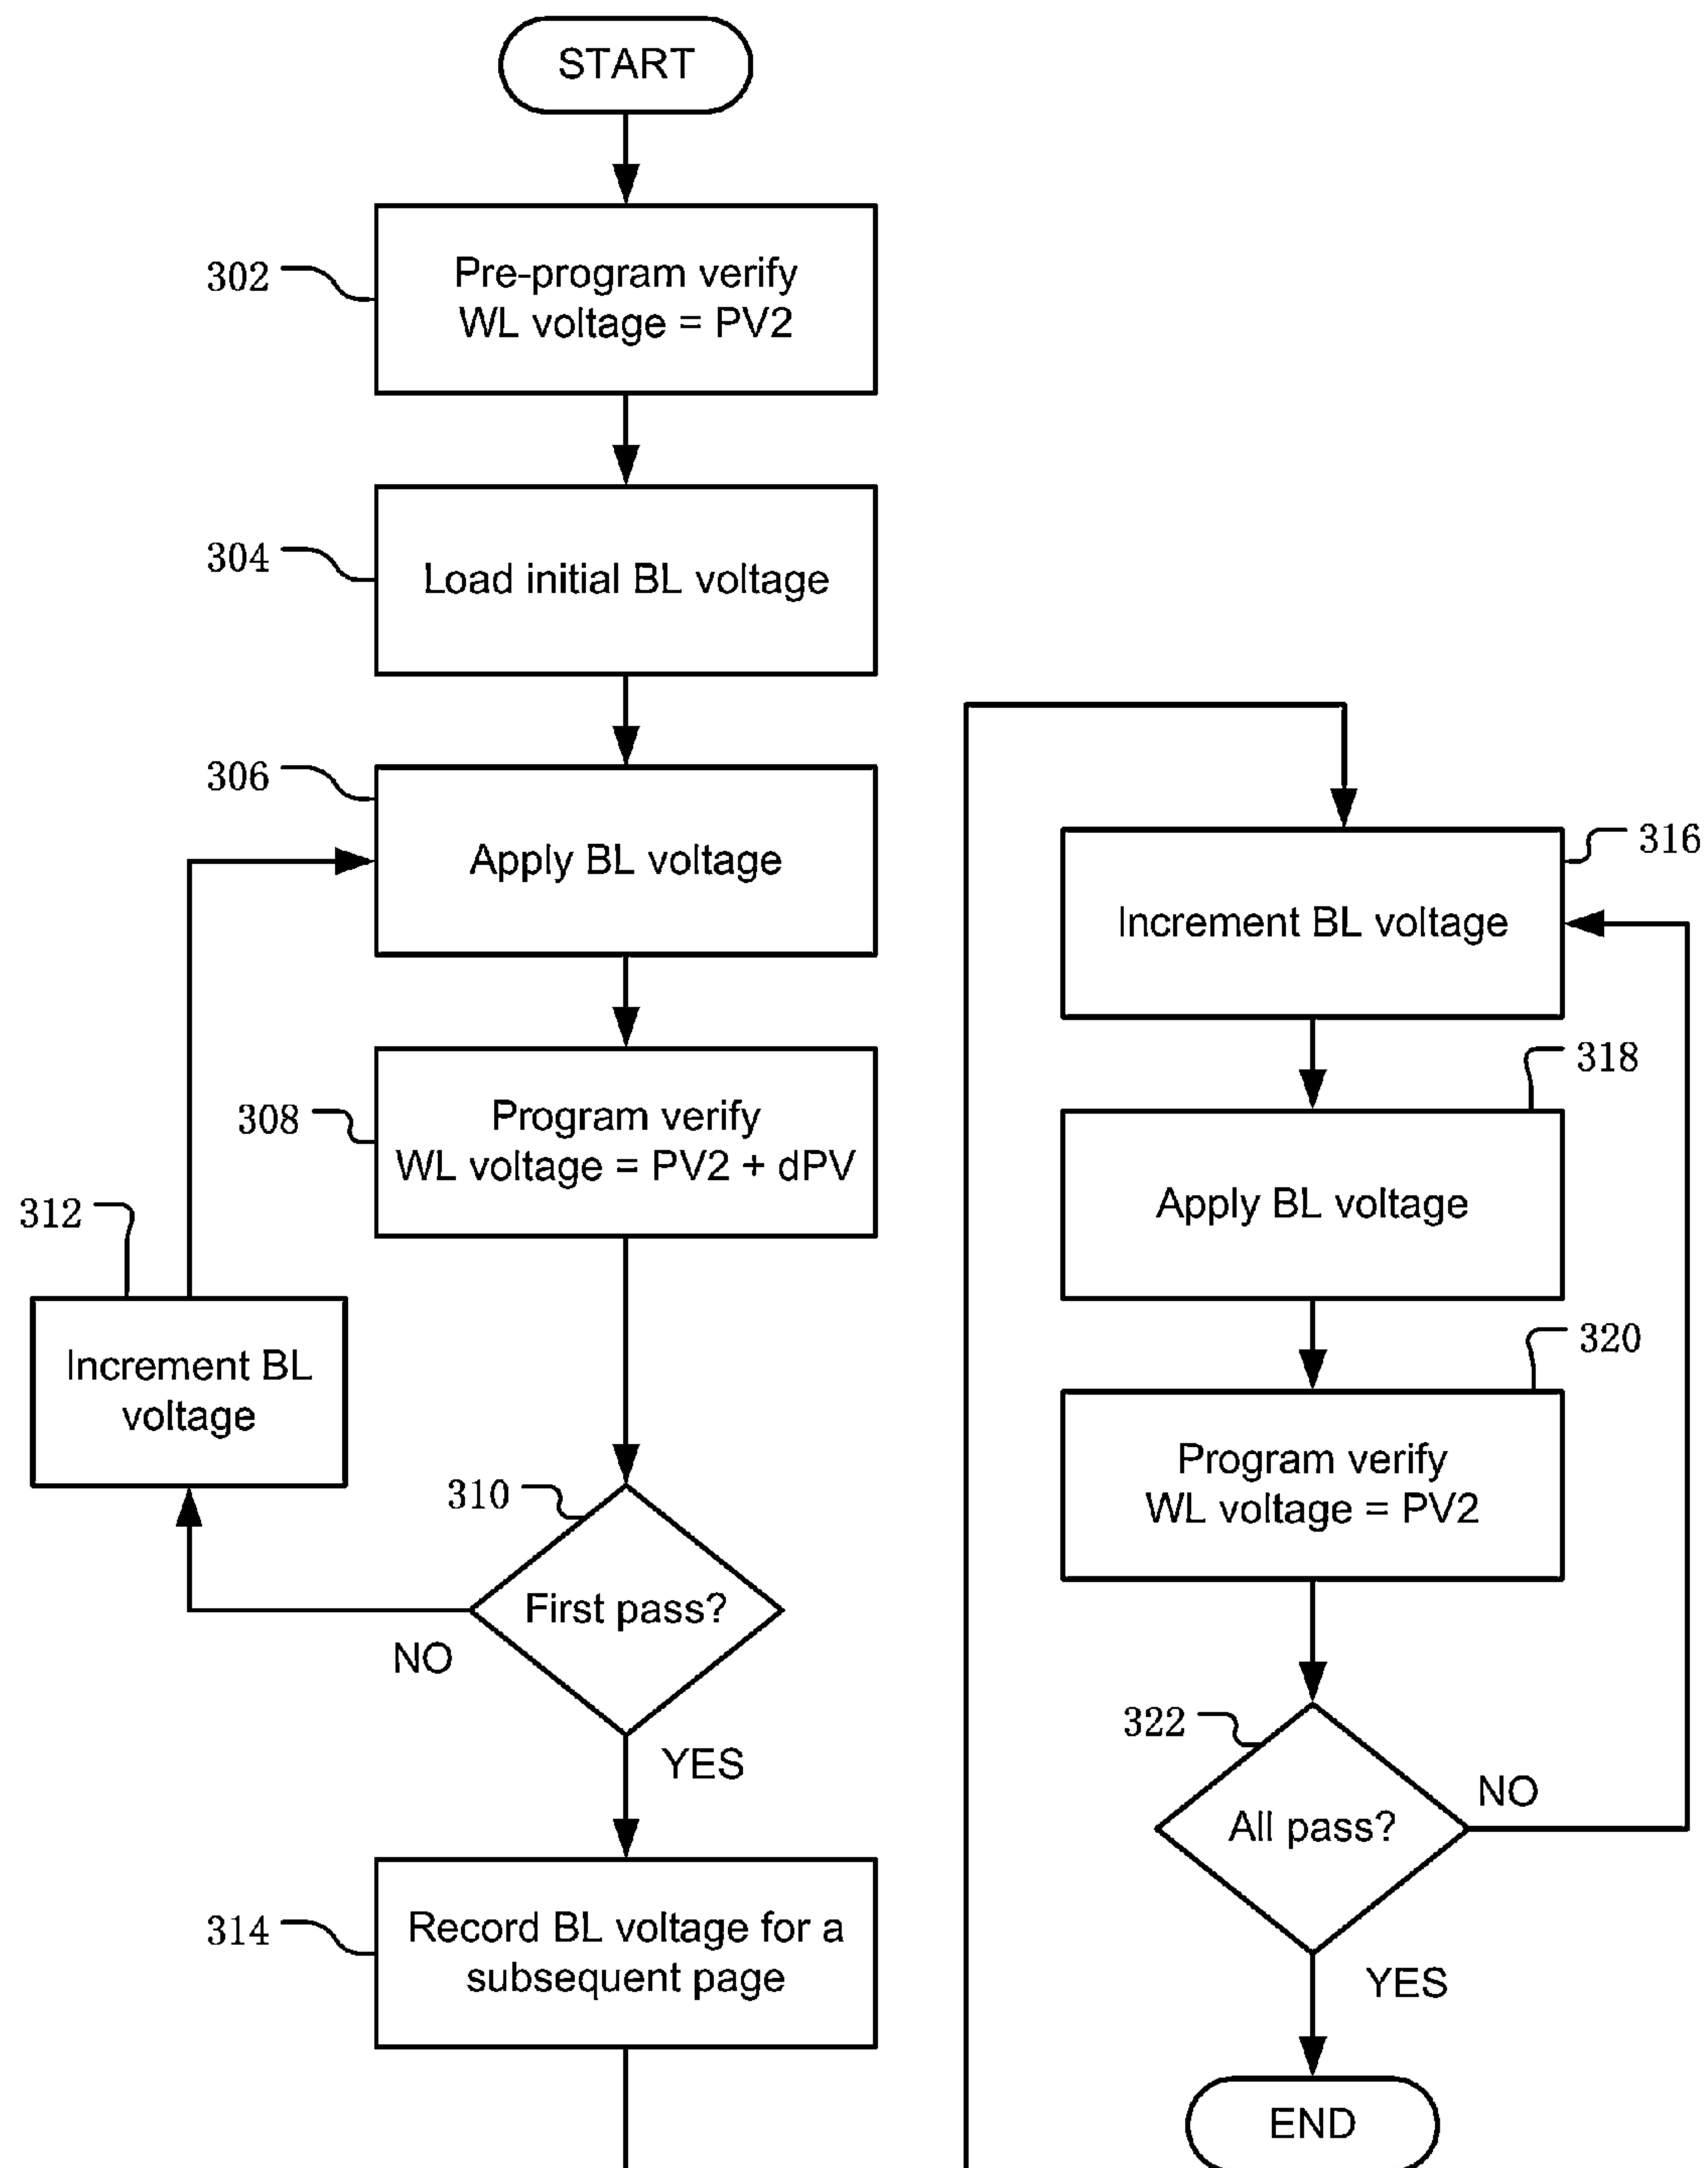 START
302
Pre-program verify
WL voltage = PV2
304
Load initial BL voltage
306
Apply BL voltage
308
Program verify
WL voltage = PV2 + dPV
312
Increment BL
voltage
310
First pass?
NO
YES
314
Record BL voltage for a
subsequent page
316
Increment BL voltage
318
Apply BL voltage
320
Program verify
WL voltage = PV2
322
All pass?
NO
YES
END